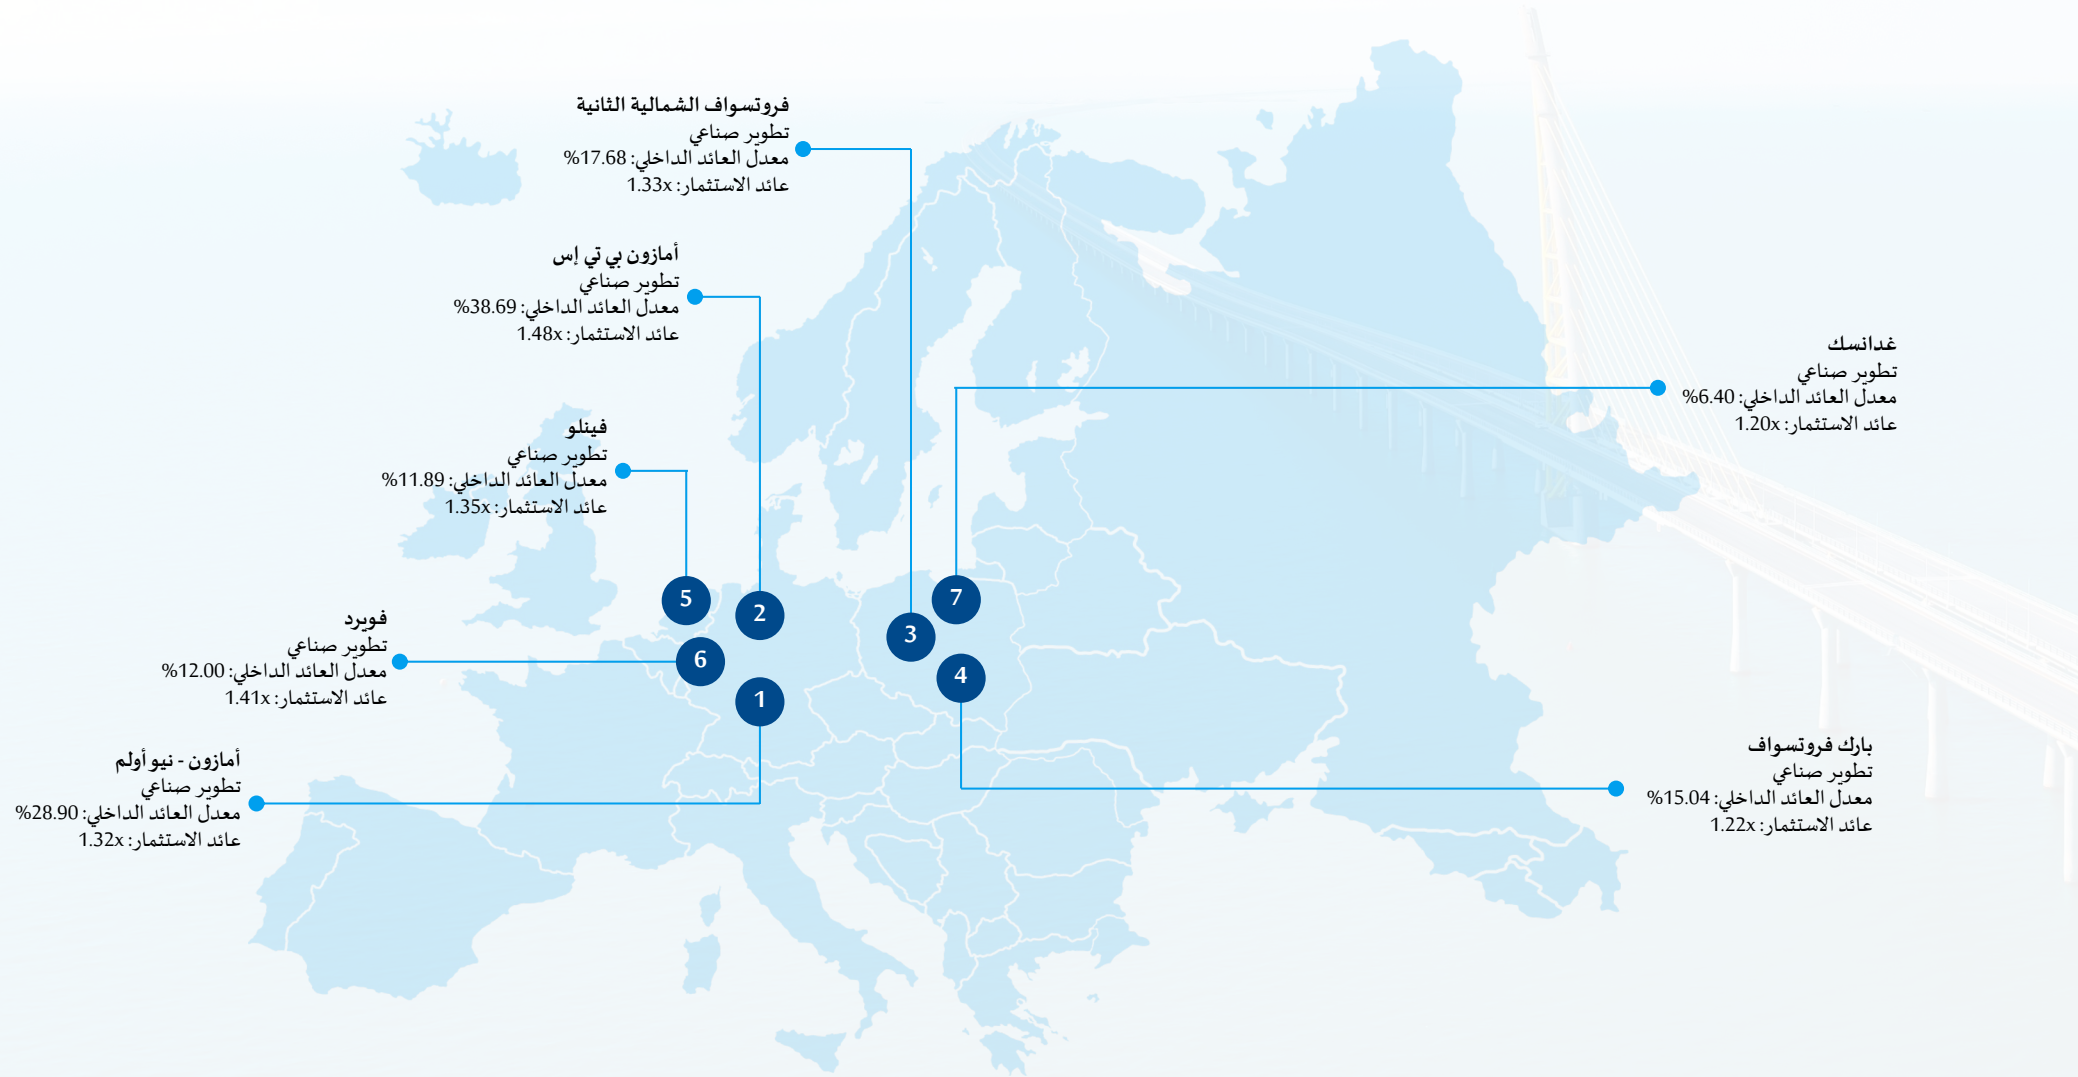 فروتسواف الشمالية الثانية
تطوير صناعي
معدل العائد الداخلي: 17.68%
عائد الاستثمار: 1.33x
أمازون بي تي إس
تطوير صناعي
معدل العائد الداخلي: 38.69%
عائد الاستثمار: 1.48x
غدانسك
تطوير صناعي
معدل العائد الداخلي: 6.40%
عائد الاستثمار: 1.20x
فينلو
تطوير صناعي
معدل العائد الداخلي: 11.89%
عائد الاستثمار: 1.35x
5
2
7
3
فويرد
تطوير صناعي
معدل العائد الداخلي: 12.00%
عائد الاستثمار: 1.41x
6
4
1
أمازون - نيو أولم
تطوير صناعي
معدل العائد الداخلي: 28.90%
عائد الاستثمار: 1.32x
بارك فروتسواف
تطوير صناعي
معدل العائد الداخلي: 15.04%
عائد الاستثمار: 1.22x